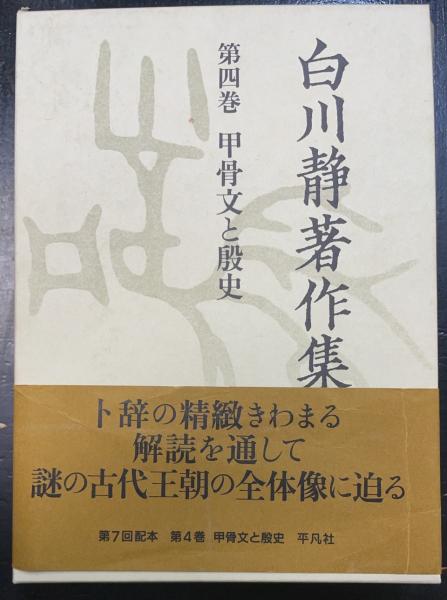 白川静著作集
第四巻 甲骨文と殷史
卜辞の精緻きわまる
解読を通して
謎の古代王朝の全体像に迫る
第7回配本 第4巻 甲骨文と殷史 平凡社